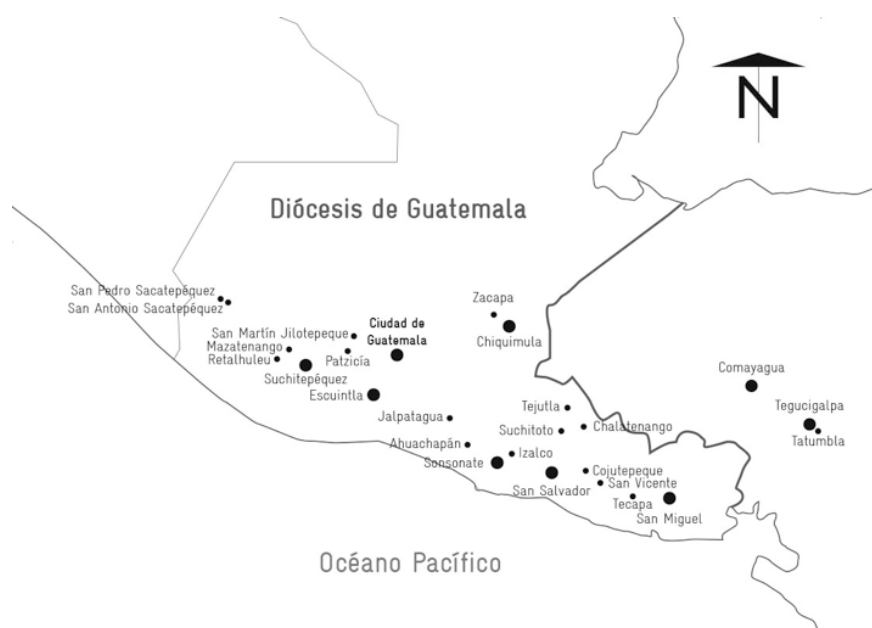 N
Diócesis de Guatemala
San Pedro Sacatepéquez
San Antonio Sacatepéquez
Zacapa
Chiquimula
San Martín Jilotepeque
Ciudad de
Guatemala
Mazatenango
Retalhuleu
Patzicía
Suchitepéquez
Escuintla
Comayagua
Tegucigalpa
Tatumbla
Jalpatagua
Tejutla
Suchitoto
Chalatenango
Ahuachapán
Izalco
Sonsonate
Cojutepeque
San Salvador
San Vicente
Tecapa
San Miguel
Océano Pacífico